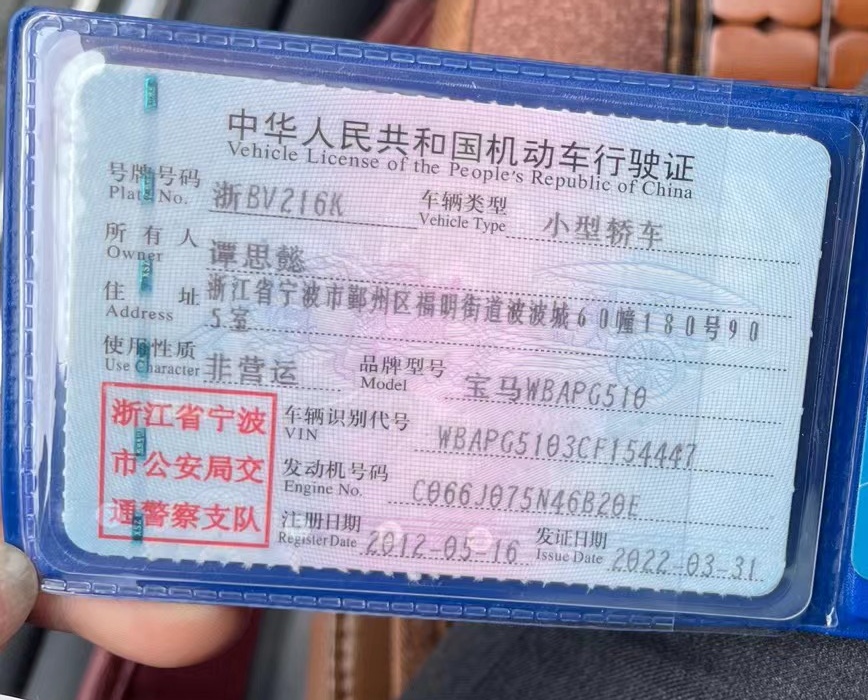 中华人民共和国机动车行驶证
Vehicle License of the People's Republic of China
号牌号码 浙BV216K 车辆类型 小型轿车
Plate No. Vehicle Type
所有人 谭思懿
Owner
住址 浙江省宁波市鄞州区福明街道波波城60幢180号90
Address 5室
使用性质 非营运 品牌型号 宝马WBAPG510
Use Character Model
浙江省宁波
市公安局交
通警察支队
车辆识别代号 WBAPG5103CF154447
VIN
发动机号码 C066J075N46B20E
Engine No.
注册日期 2012-05-16 发证日期 2022-03-31
Register Date Issue Date